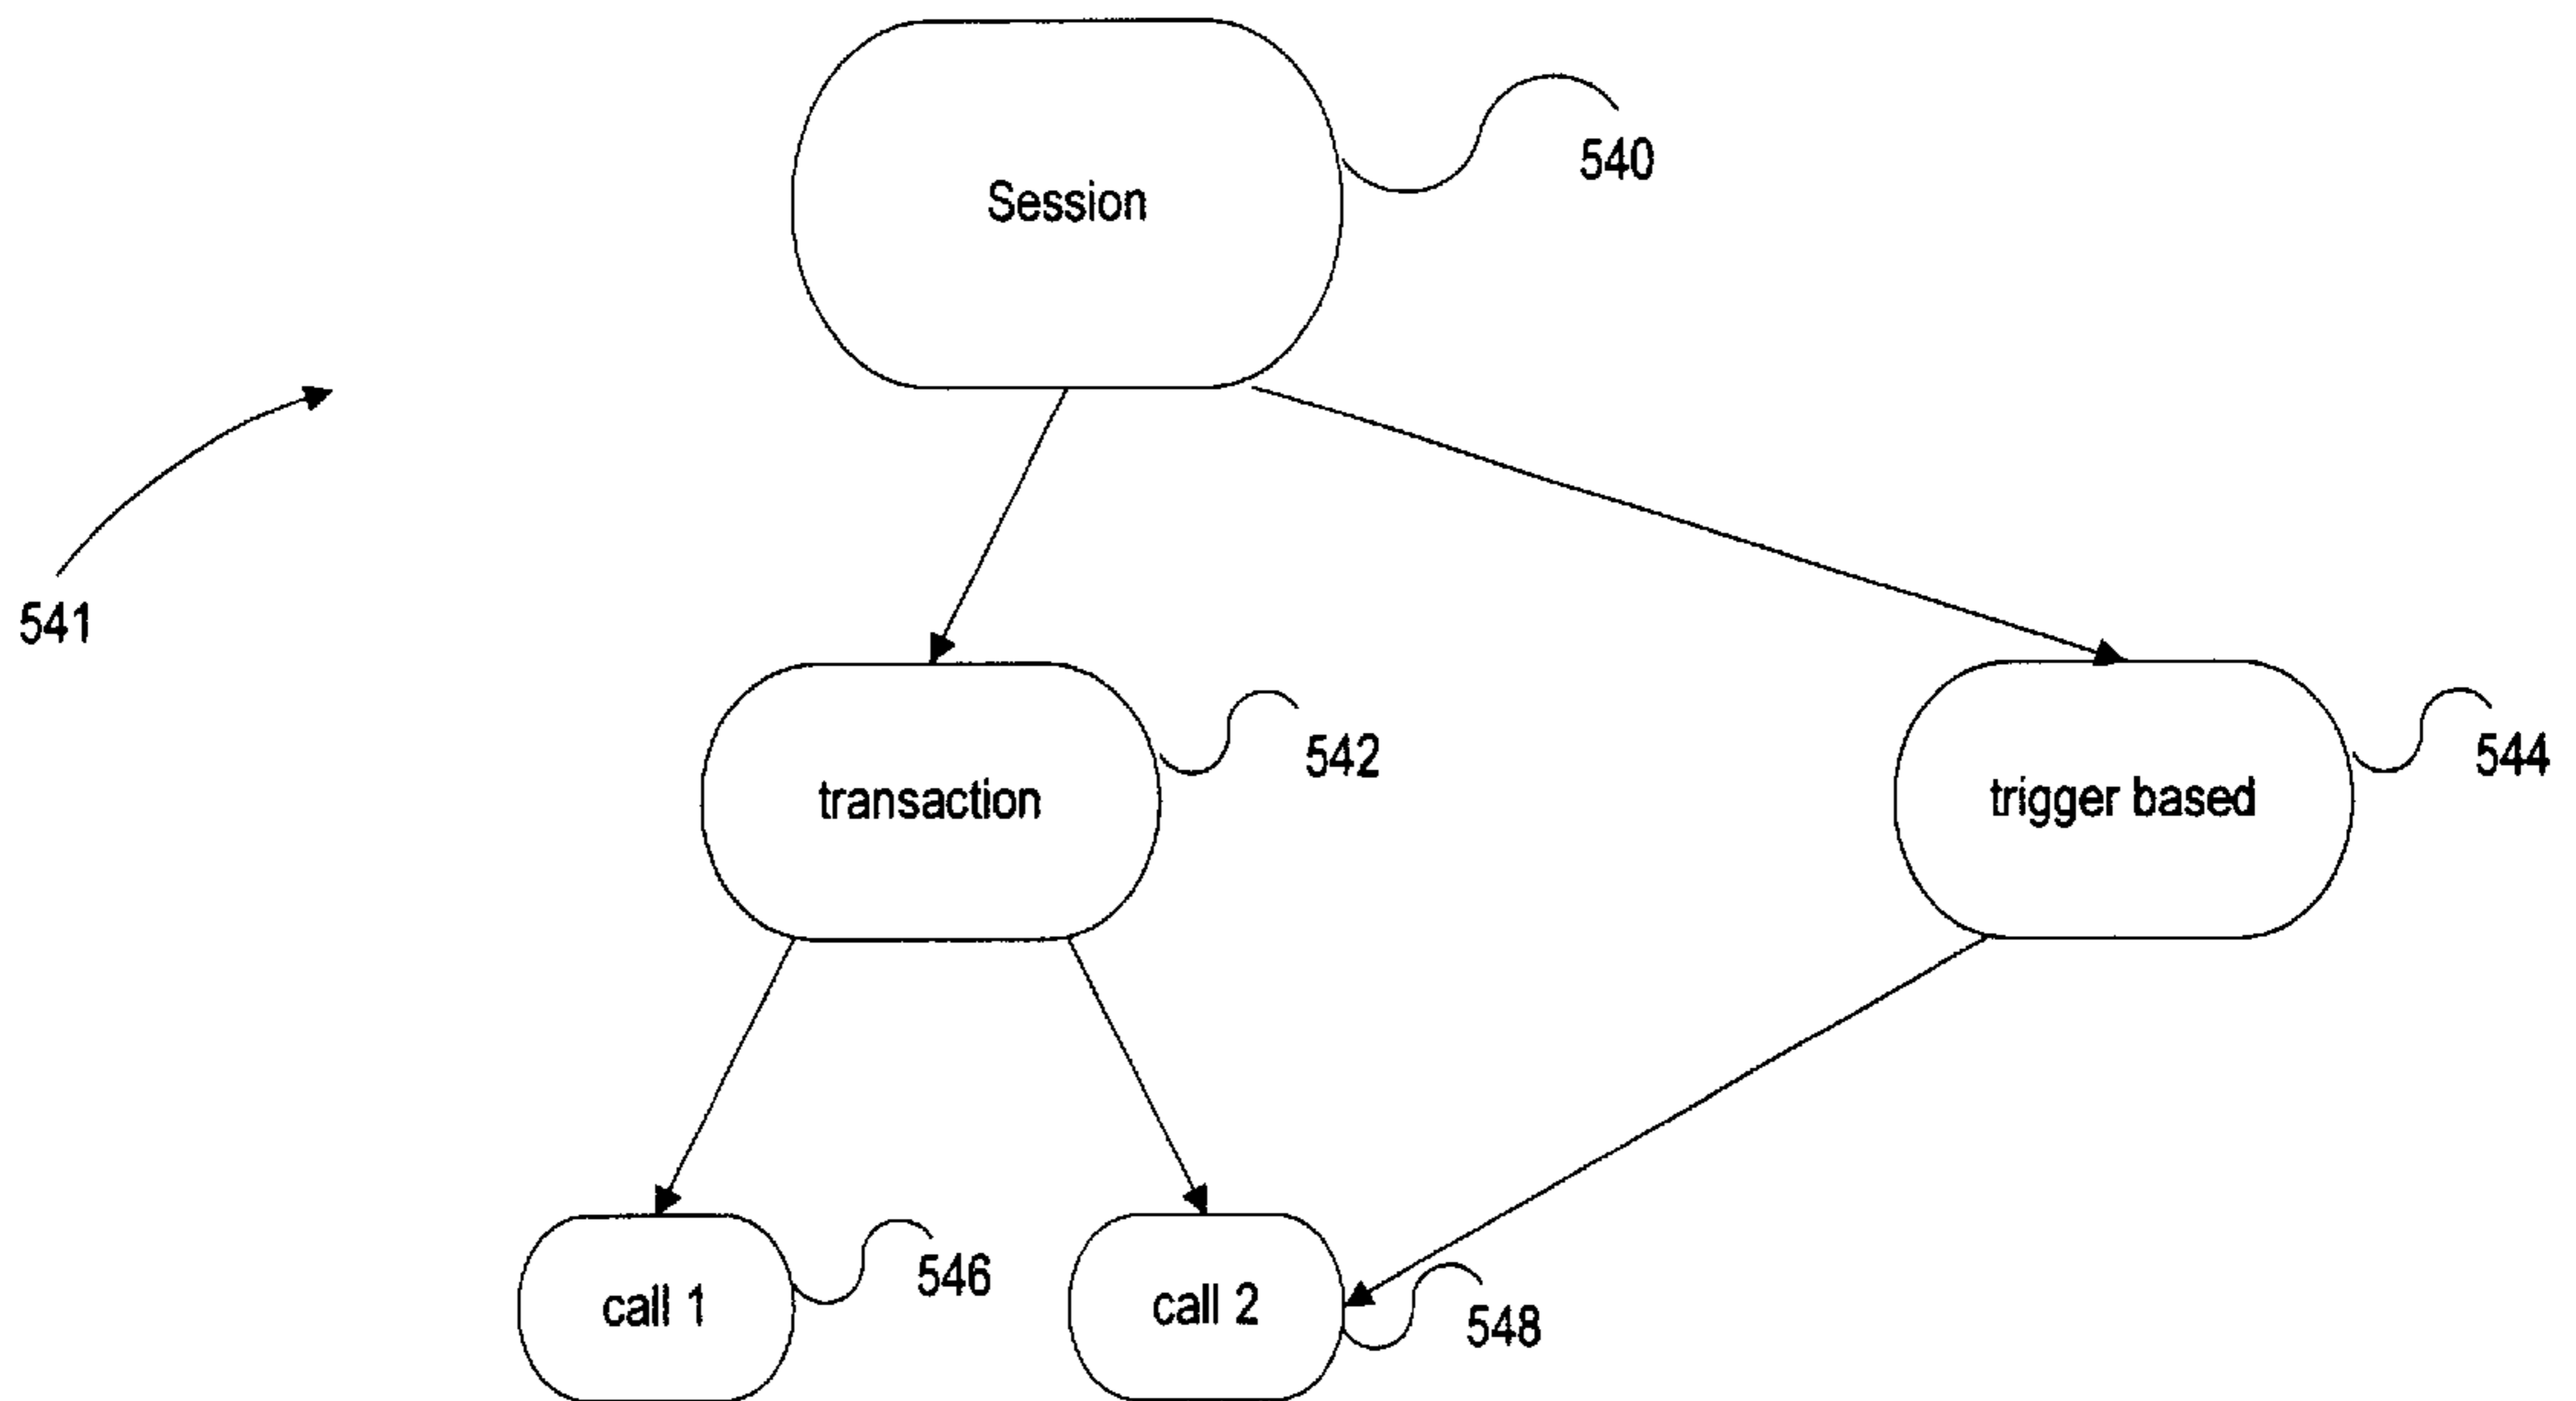 Session
540
541
transaction
542
trigger based
544
call 1
546
call 2
548